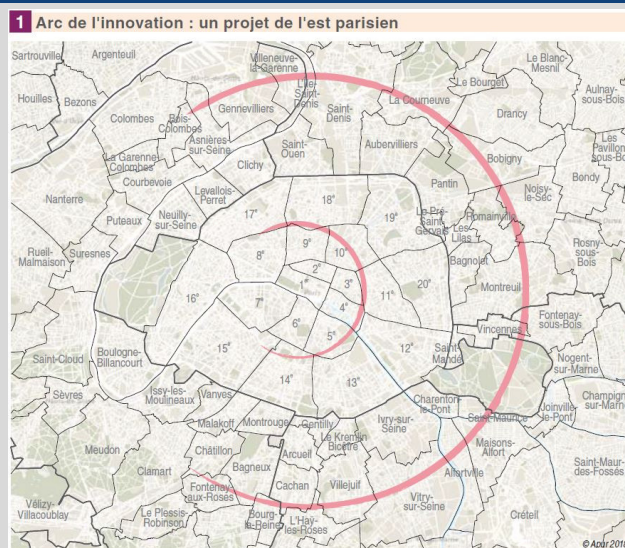 1 Arc de l'innovation : un projet de l'est parisien
Sartrouville
Argenteuil
Villeneuve-
la-Garenne
Le Blanc-
Mesnil
Houilles
Bezons
L'Île-
Saint-
Denis
Le Bourget
Aulnay-
sous-Bois
Colombes
Bois-
Colombes
Gennevilliers
Saint-
Denis
La Courneuve
Drancy
Asnières-
sur-Seine
Saint-
Ouen
Aubervilliers
Bobigny
Les
Pavillon
sous-Bo
La Garenne-
Colombes
Clichy
Courbevoie
Levallois-
Perret
Pantin
Bondy
Nanterre
Noisy-
le-Sec
Puteaux
Neuilly-
sur-Seine
17e
18e
19e
Le Pré-
Saint-
Gervais
Les
Lilas
Romainville
Rueil-
Malmaison
Suresnes
8e
9e
10e
Bagnolet
Rosny-
sous-
Bois
2e
1e
3e
16e
7e
4e
11e
20e
Montreuil
6e
5e
Vincennes
Fontenay-
sous-Bois
15e
12e
Saint-
Mandé
Saint-Cloud
Boulogne-
Billancourt
Nogent-
sur-Marne
14e
13e
Sèvres
Issy-les-
Moulineaux
Vanves
Charenton-
le-Pont
Joinville-
le-Pont
Champign
sur-Marn
Malakoff
Montrouge
Gentilly
Ivry-sur-
Seine
Saint-Maurice
Le Kremlin
Bicêtre
Meudon
Châtillon
Arcueil
Maisons-
Alfort
Clamart
Bagneux
Saint-Maur-
des-Fossés
Fontenay-
aux-Roses
Cachan
Villejuif
Alfortville
Vitry-
sur-Seine
Vélizy-
Villacoublay
Le Plessis-
Robinson
Bourg-
la-Reine
L'Haÿ-
les-Roses
Créteil
© Apur 2018